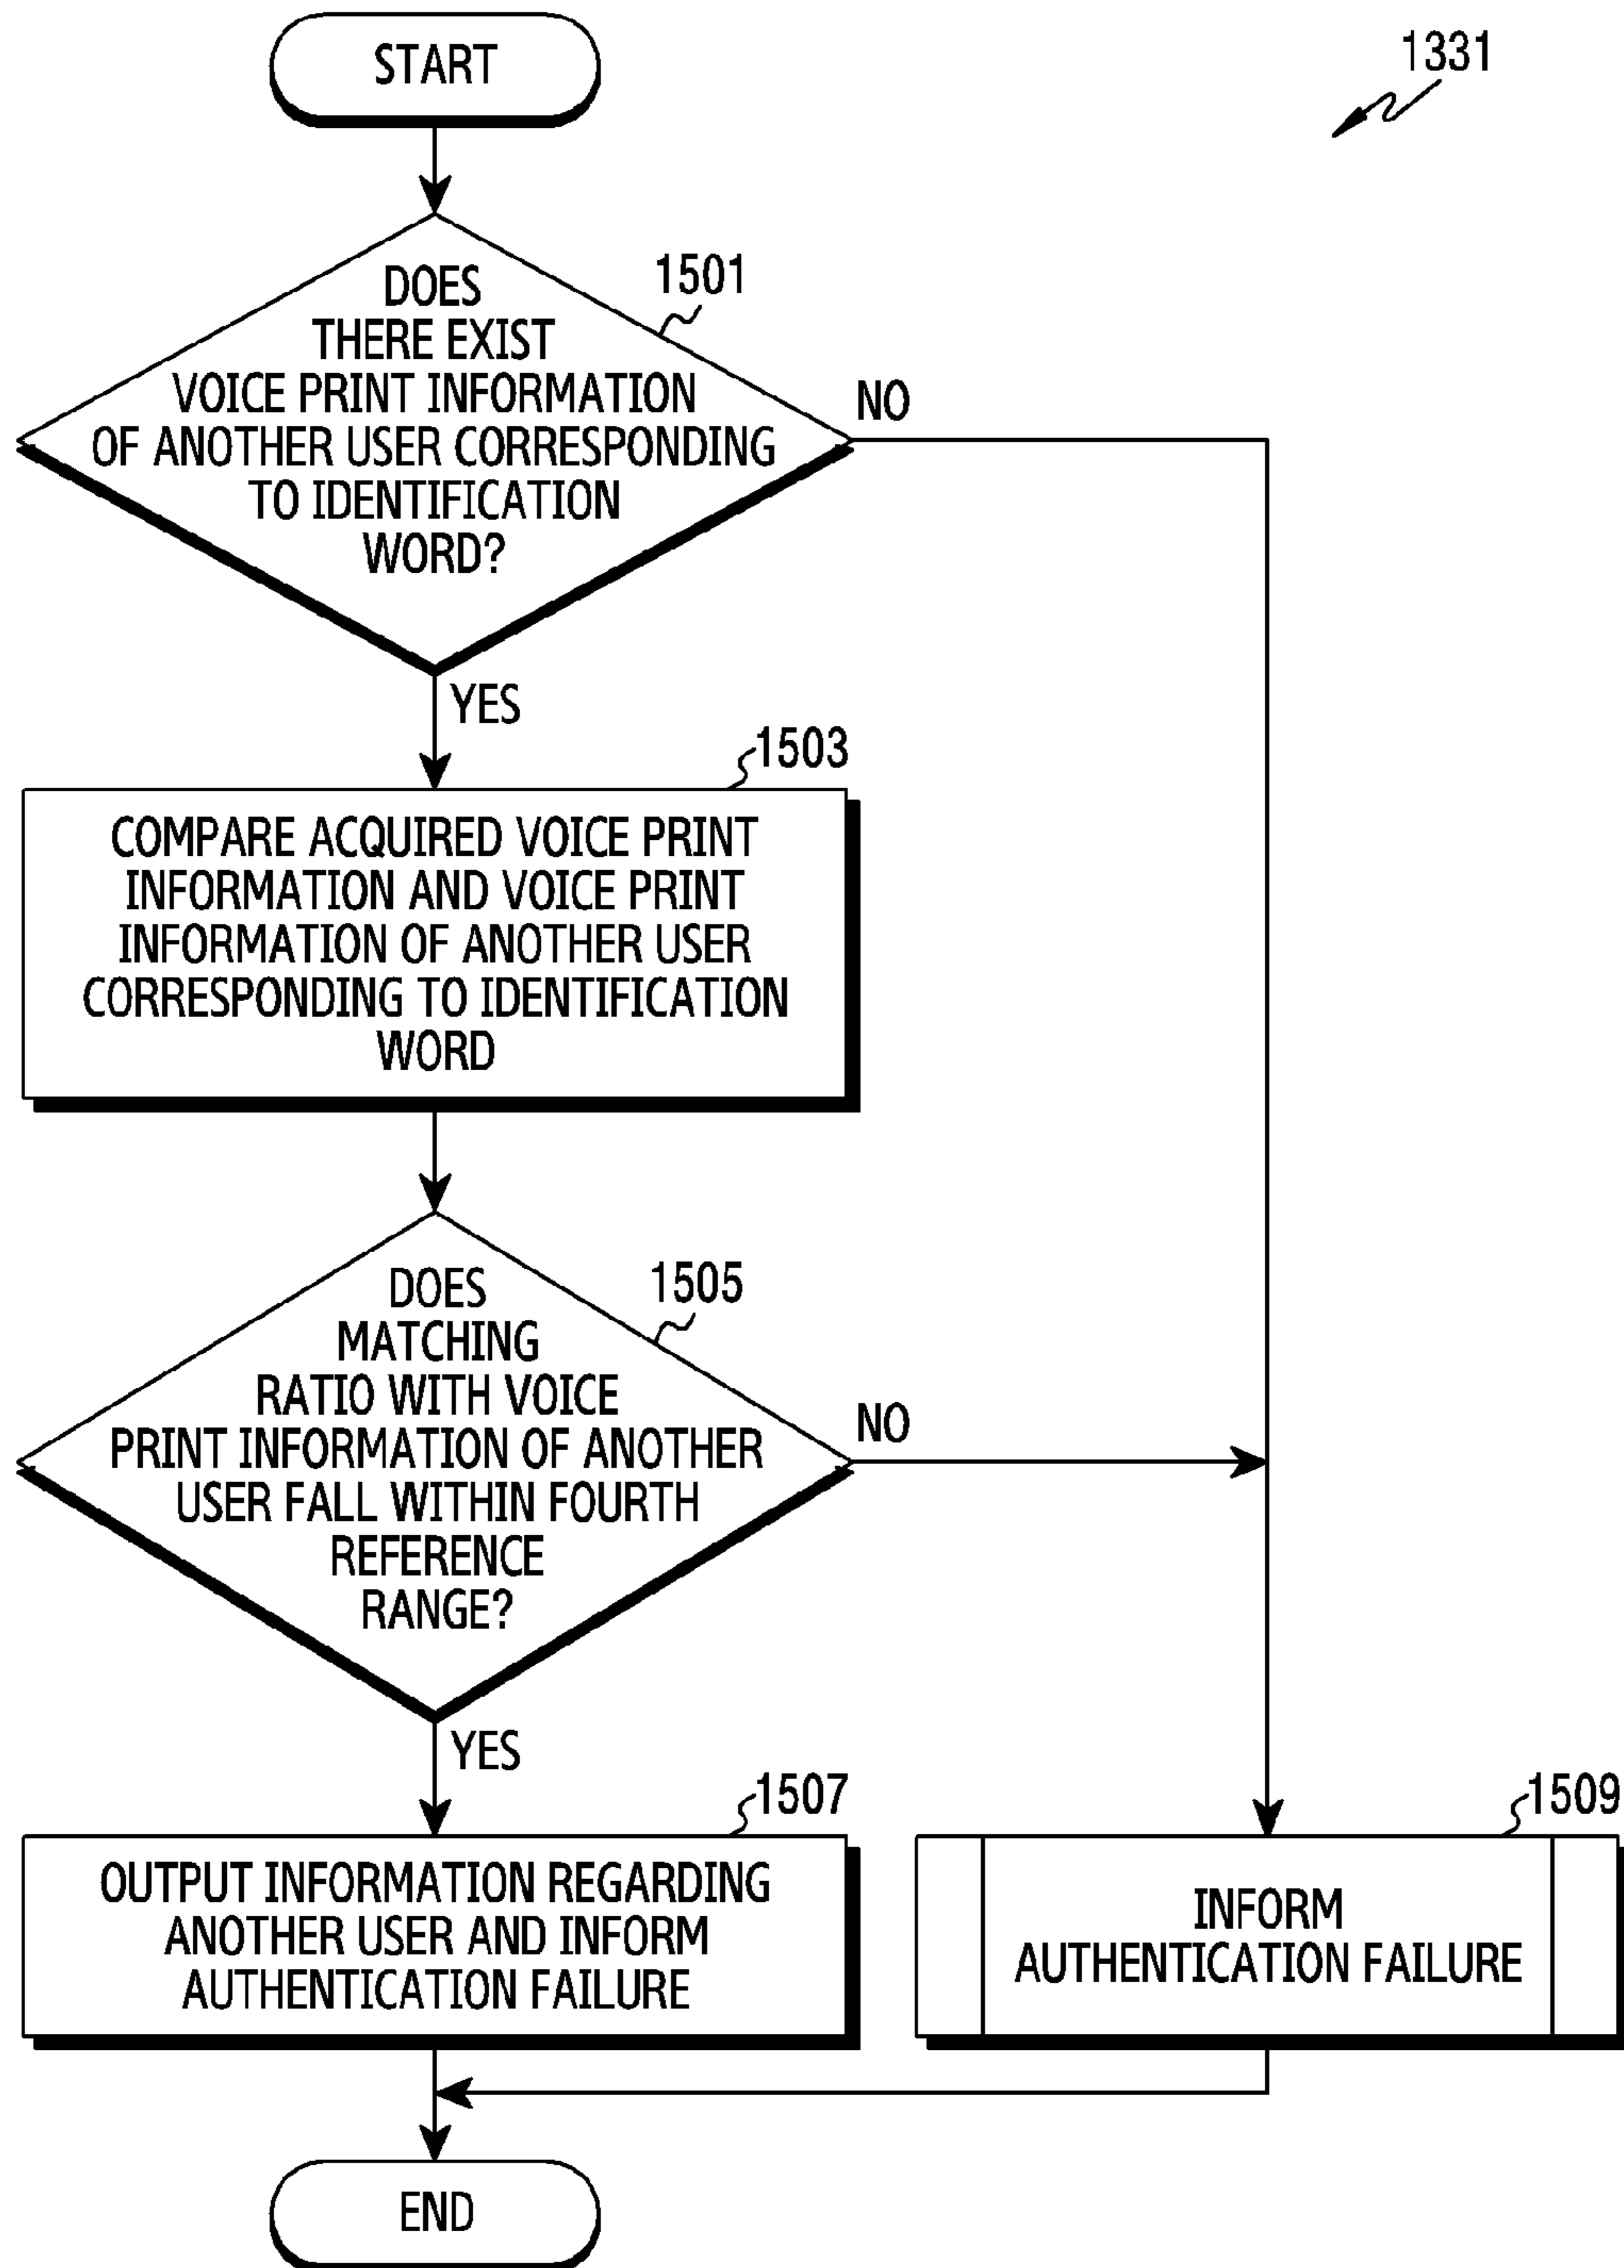 START
1331
1501
DOES
THERE EXIST
VOICE PRINT INFORMATION
OF ANOTHER USER CORRESPONDING
TO IDENTIFICATION
WORD?
NO
YES
1503
COMPARE ACQUIRED VOICE PRINT
INFORMATION AND VOICE PRINT
INFORMATION OF ANOTHER USER
CORRESPONDING TO IDENTIFICATION
WORD
1505
DOES
MATCHING
RATIO WITH VOICE
PRINT INFORMATION OF ANOTHER
USER FALL WITHIN FOURTH
REFERENCE
RANGE?
NO
YES
1507
OUTPUT INFORMATION REGARDING
ANOTHER USER AND INFORM
AUTHENTICATION FAILURE
1509
INFORM
AUTHENTICATION FAILURE
END